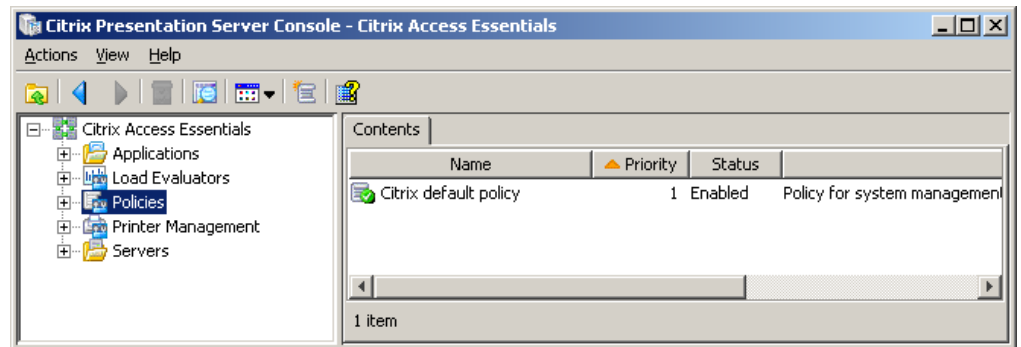 Citrix Presentation Server Console - Citrix Access Essentials
Actions View Help
Citrix Access Essentials
Applications
Load Evaluators
Policies
Printer Management
Servers
Contents
Name Priority Status
Citrix default policy 1 Enabled Policy for system management
1 item